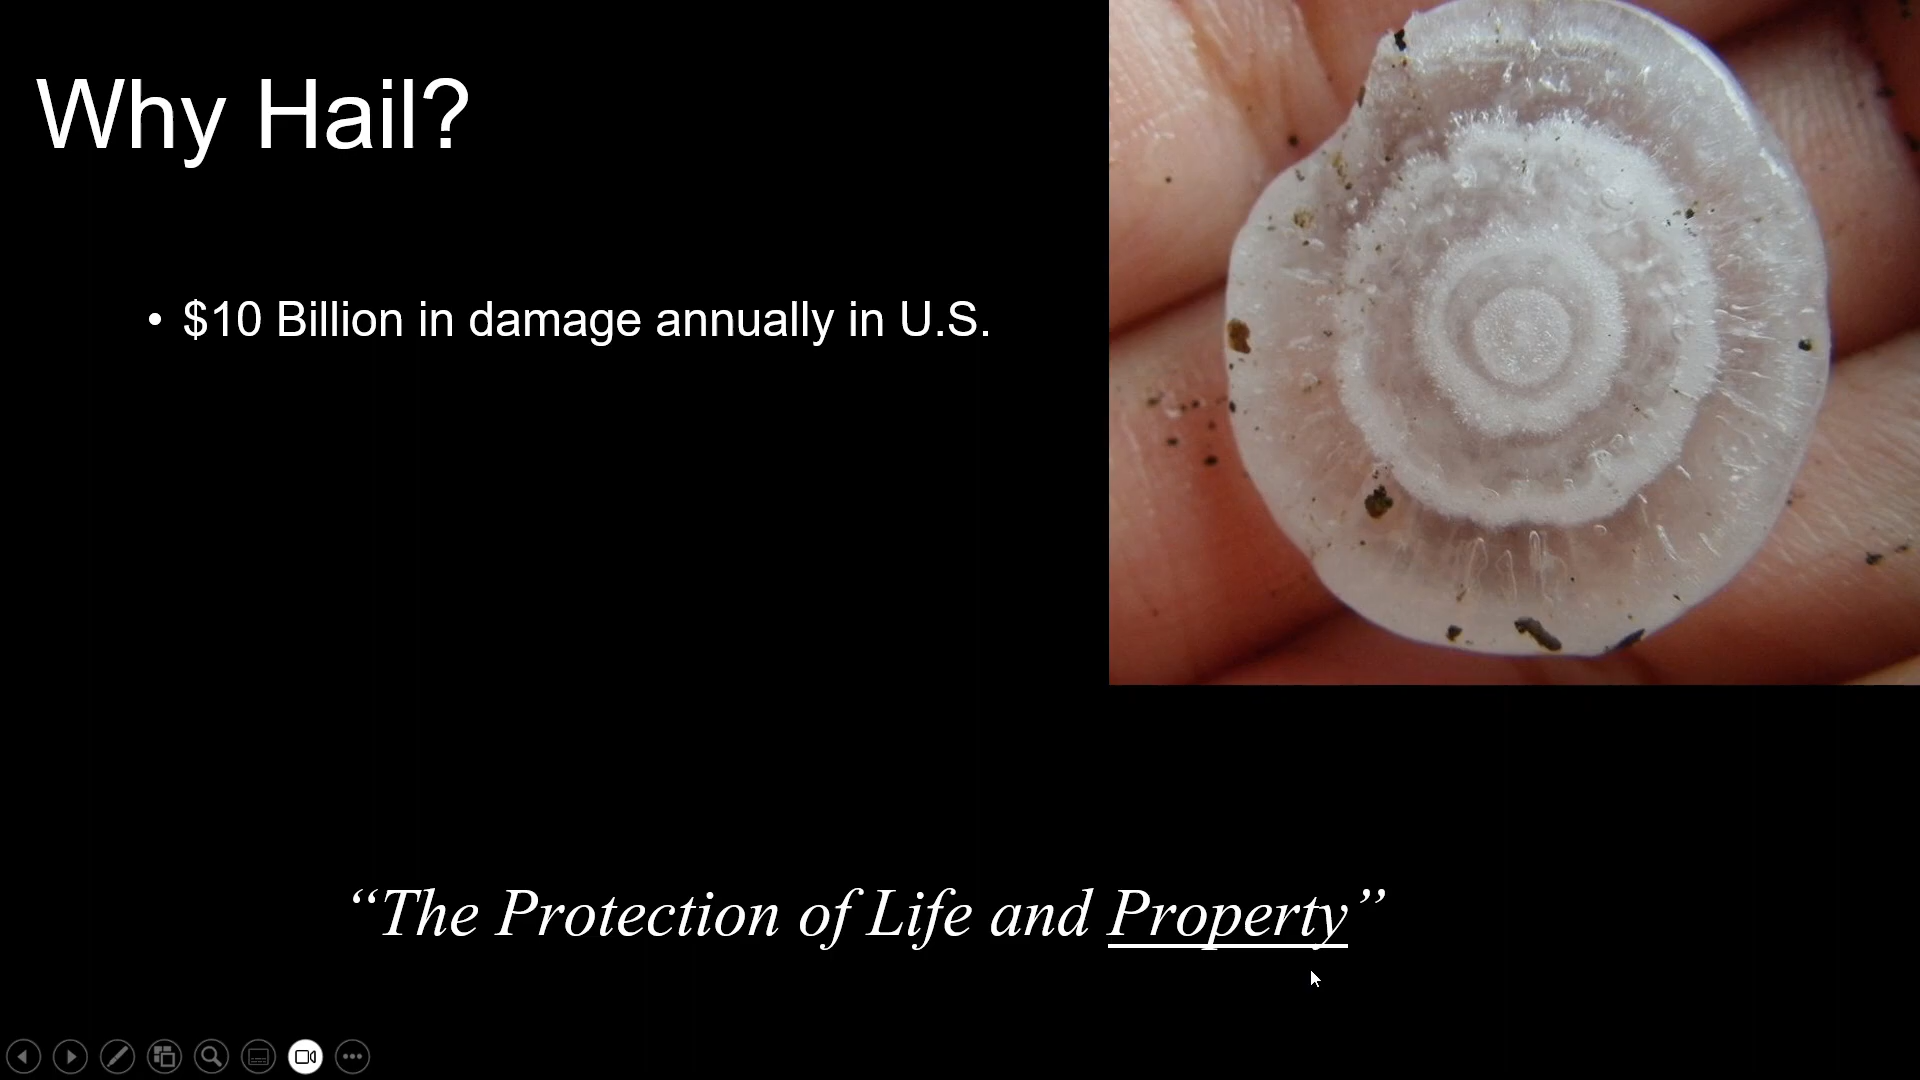 Why Hail?
• $10 Billion in damage annually in U.S.
“The Protection of Life and Property”